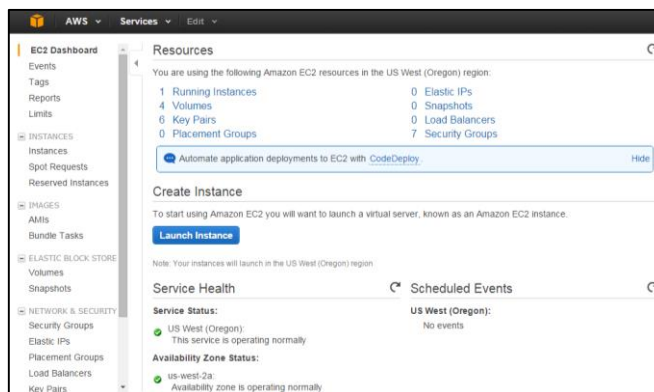 AWS Services Edit
EC2 Dashboard
Events
Tags
Reports
Limits
INSTANCES
Instances
Spot Requests
Reserved Instances
IMAGES
AMIs
Bundle Tasks
ELASTIC BLOCK STORE
Volumes
Snapshots
NETWORK & SECURITY
Security Groups
Elastic IPs
Placement Groups
Load Balancers
Key Pairs
Resources
You are using the following Amazon EC2 resources in the US West (Oregon) region:
1 Running Instances
4 Volumes
6 Key Pairs
0 Placement Groups
0 Elastic IPs
0 Snapshots
0 Load Balancers
7 Security Groups
Automate application deployments to EC2 with CodeDeploy. Hide
Create Instance
To start using Amazon EC2 you will want to launch a virtual server, known as an Amazon EC2 instance.
Launch Instance
Note: Your instances will launch in the US West (Oregon) region
Service Health
Service Status:
US West (Oregon):
This service is operating normally
Availability Zone Status:
us-west-2a:
Availability zone is operating normally
Scheduled Events
US West (Oregon):
No events